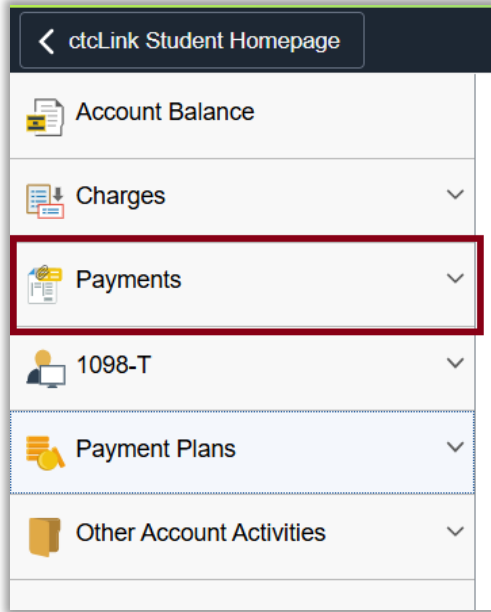 ctcLink Student Homepage
Account Balance
Charges
Payments
1098-T
Payment Plans
Other Account Activities